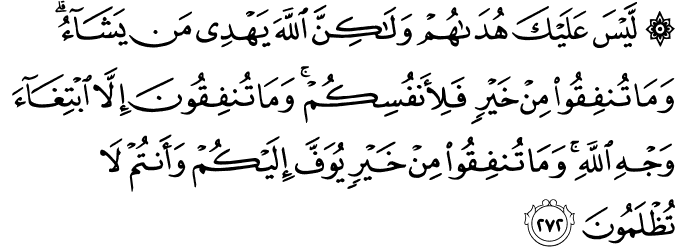 ۞ لَّيْسَ عَلَيْكَ هُدَىٰهُمْ وَلَـٰكِنَّ ٱللَّهَ يَهْدِى مَن يَشَآءُ ۗ
وَمَا تُنفِقُوا۟ مِنْ خَيْرٍ فَلِأَنفُسِكُمْ ۚ وَمَا تُنفِقُونَ إِلَّا ٱبْتِغَآءَ
وَجْهِ ٱللَّهِ ۚ وَمَا تُنفِقُوا۟ مِنْ خَيْرٍ يُوَفَّ إِلَيْكُمْ وَأَنتُمْ لَا
تُظْلَمُونَ ٢٧٢